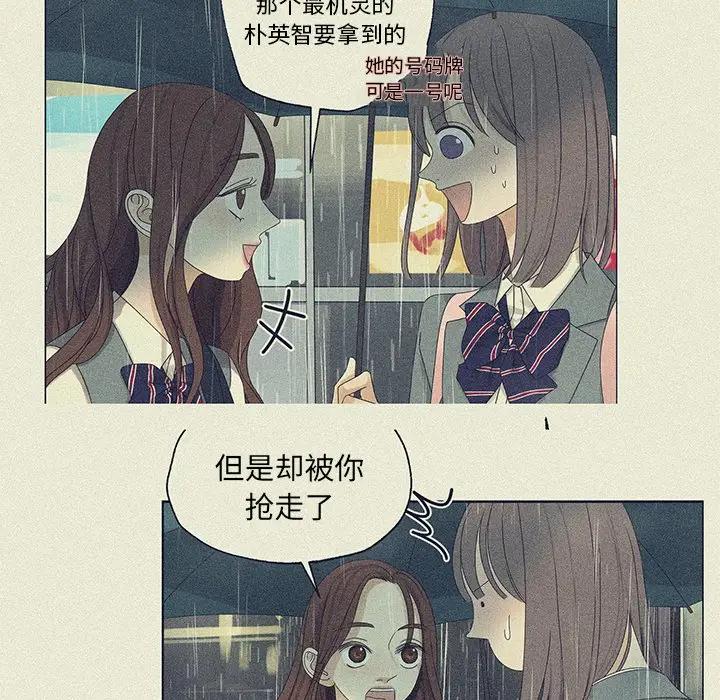 那个最机灵的
朴英智要拿到的
她的号码牌
可是一号呢
但是却被你
抢走了